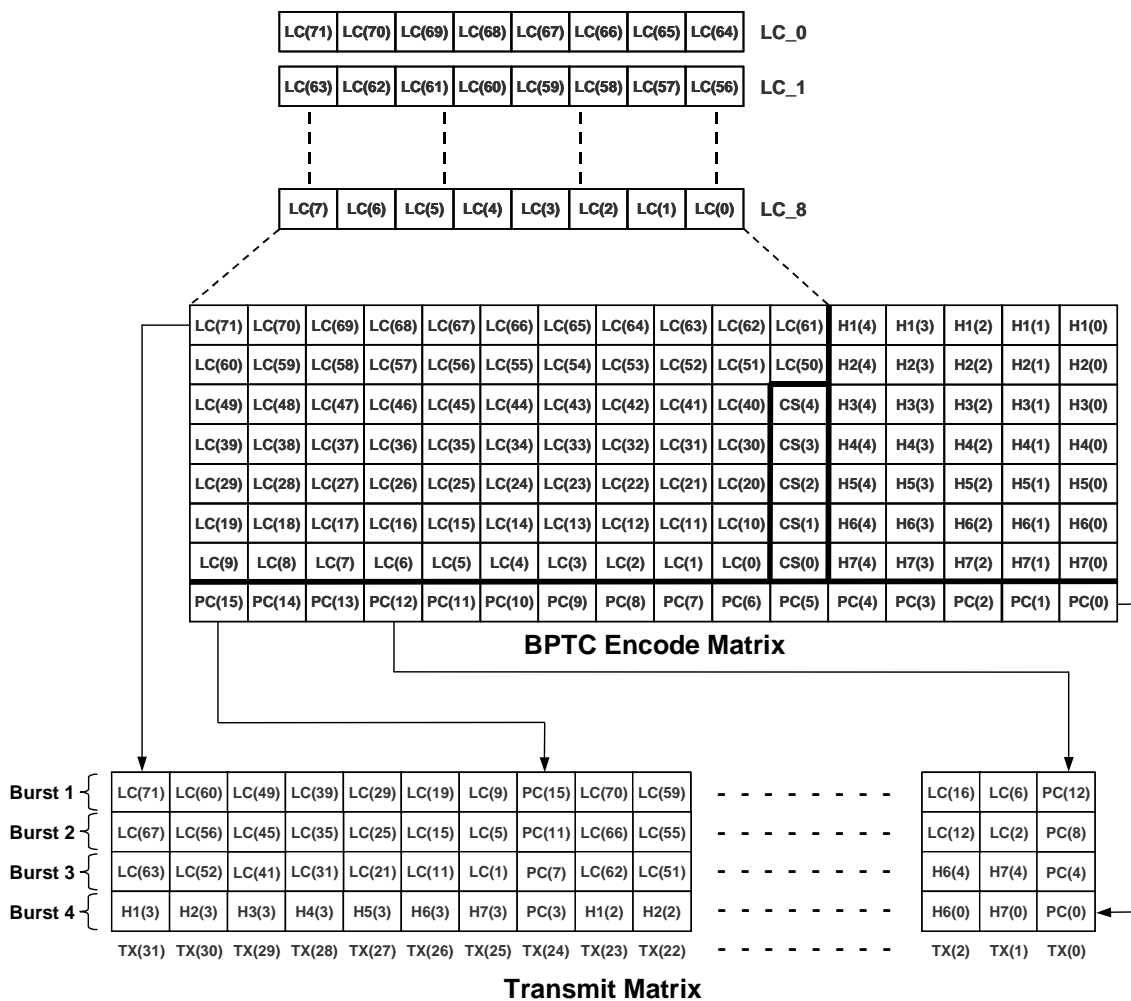 LC(71) LC(70) LC(69) LC(68) LC(67) LC(66) LC(65) LC(64) LC_0
LC(63) LC(62) LC(61) LC(60) LC(59) LC(58) LC(57) LC(56) LC_1
LC(7) LC(6) LC(5) LC(4) LC(3) LC(2) LC(1) LC(0) LC_8
LC(71) LC(70) LC(69) LC(68) LC(67) LC(66) LC(65) LC(64) LC(63) LC(62) LC(61) H1(4) H1(3) H1(2) H1(1) H1(0)
LC(60) LC(59) LC(58) LC(57) LC(56) LC(55) LC(54) LC(53) LC(52) LC(51) LC(50) H2(4) H2(3) H2(2) H2(1) H2(0)
LC(49) LC(48) LC(47) LC(46) LC(45) LC(44) LC(43) LC(42) LC(41) LC(40) CS(4) H3(4) H3(3) H3(2) H3(1) H3(0)
LC(39) LC(38) LC(37) LC(36) LC(35) LC(34) LC(33) LC(32) LC(31) LC(30) CS(3) H4(4) H4(3) H4(2) H4(1) H4(0)
LC(29) LC(28) LC(27) LC(26) LC(25) LC(24) LC(23) LC(22) LC(21) LC(20) CS(2) H5(4) H5(3) H5(2) H5(1) H5(0)
LC(19) LC(18) LC(17) LC(16) LC(15) LC(14) LC(13) LC(12) LC(11) LC(10) CS(1) H6(4) H6(3) H6(2) H6(1) H6(0)
LC(9) LC(8) LC(7) LC(6) LC(5) LC(4) LC(3) LC(2) LC(1) LC(0) CS(0) H7(4) H7(3) H7(2) H7(1) H7(0)
PC(15) PC(14) PC(13) PC(12) PC(11) PC(10) PC(9) PC(8) PC(7) PC(6) PC(5) PC(4) PC(3) PC(2) PC(1) PC(0)
BPTC Encode Matrix
Burst 1 LC(71) LC(60) LC(49) LC(39) LC(29) LC(19) LC(9) PC(15) LC(70) LC(59) LC(16) LC(6) PC(12)
Burst 2 LC(67) LC(56) LC(45) LC(35) LC(25) LC(15) LC(5) PC(11) LC(66) LC(55) LC(12) LC(2) PC(8)
Burst 3 LC(63) LC(52) LC(41) LC(31) LC(21) LC(11) LC(1) PC(7) LC(62) LC(51) H6(4) H7(4) PC(4)
Burst 4 H1(3) H2(3) H3(3) H4(3) H5(3) H6(3) H7(3) PC(3) H1(2) H2(2) H6(0) H7(0) PC(0)
TX(31) TX(30) TX(29) TX(28) TX(27) TX(26) TX(25) TX(24) TX(23) TX(22) TX(2) TX(1) TX(0)
Transmit Matrix